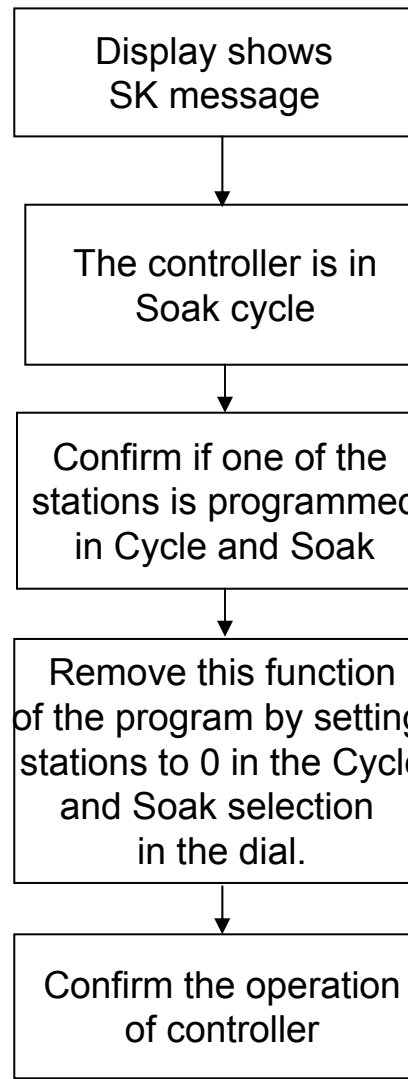 Display shows
SK message
The controller is in
Soak cycle
Confirm if one of the
stations is programmed
in Cycle and Soak
Remove this function
of the program by setting
stations to 0 in the Cycle
and Soak selection
in the dial.
Confirm the operation
of controller